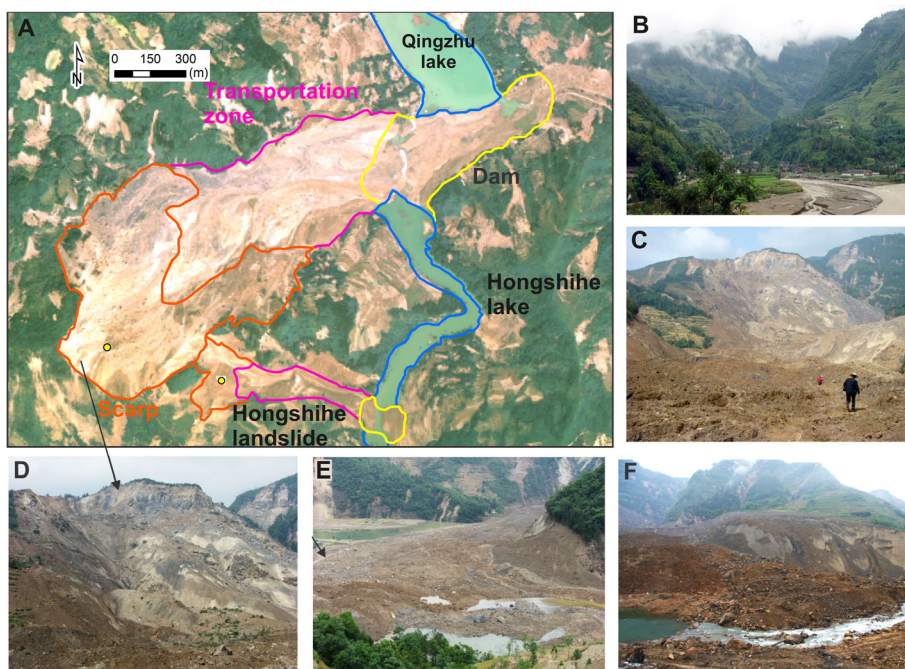 A
N
0 150 300
(m)
Qingzhu
lake
Transportation
zone
Dam
Hongshihe
lake
Scarp
Hongshihe
landslide
B
C
D
E
F